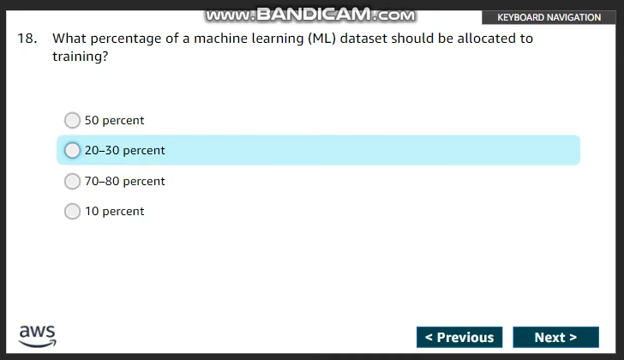 www.BANDICAM.com
KEYBOARD NAVIGATION
18. What percentage of a machine learning (ML) dataset should be allocated to
training?
50 percent
20–30 percent
70–80 percent
10 percent
aws
< Previous
Next >